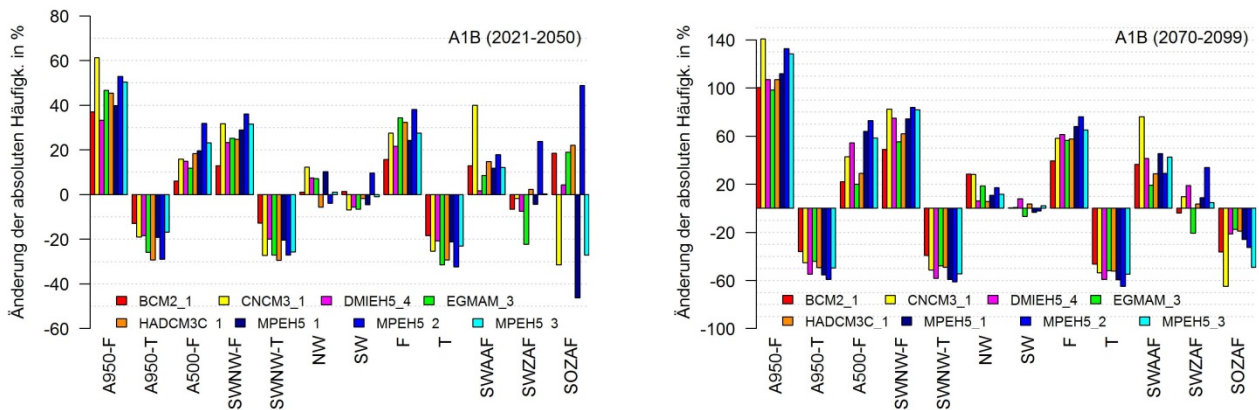 Änderung der absoluten Häufigk. in %
80
60
40
20
0
-20
-40
-60
A1B (2021-2050)
BCM2_1
CNCM3_1
DMIEH5_4
EGMAM_3
HADCM3C_1
MPEH5_1
MPEH5_2
MPEH5_3
A950-F
A950-T
A500-F
SWNW-F
SWNW-T
NW
SW
F
T
SWAAF
SWZAF
SOZAF
Änderung der absoluten Häufigk. in %
140
100
60
20
-20
-60
-100
A1B (2070-2099)
BCM2_1
CNCM3_1
DMIEH5_4
EGMAM_3
HADCM3C_1
MPEH5_1
MPEH5_2
MPEH5_3
A950-F
A950-T
A500-F
SWNW-F
SWNW-T
NW
SW
F
T
SWAAF
SWZAF
SOZAF